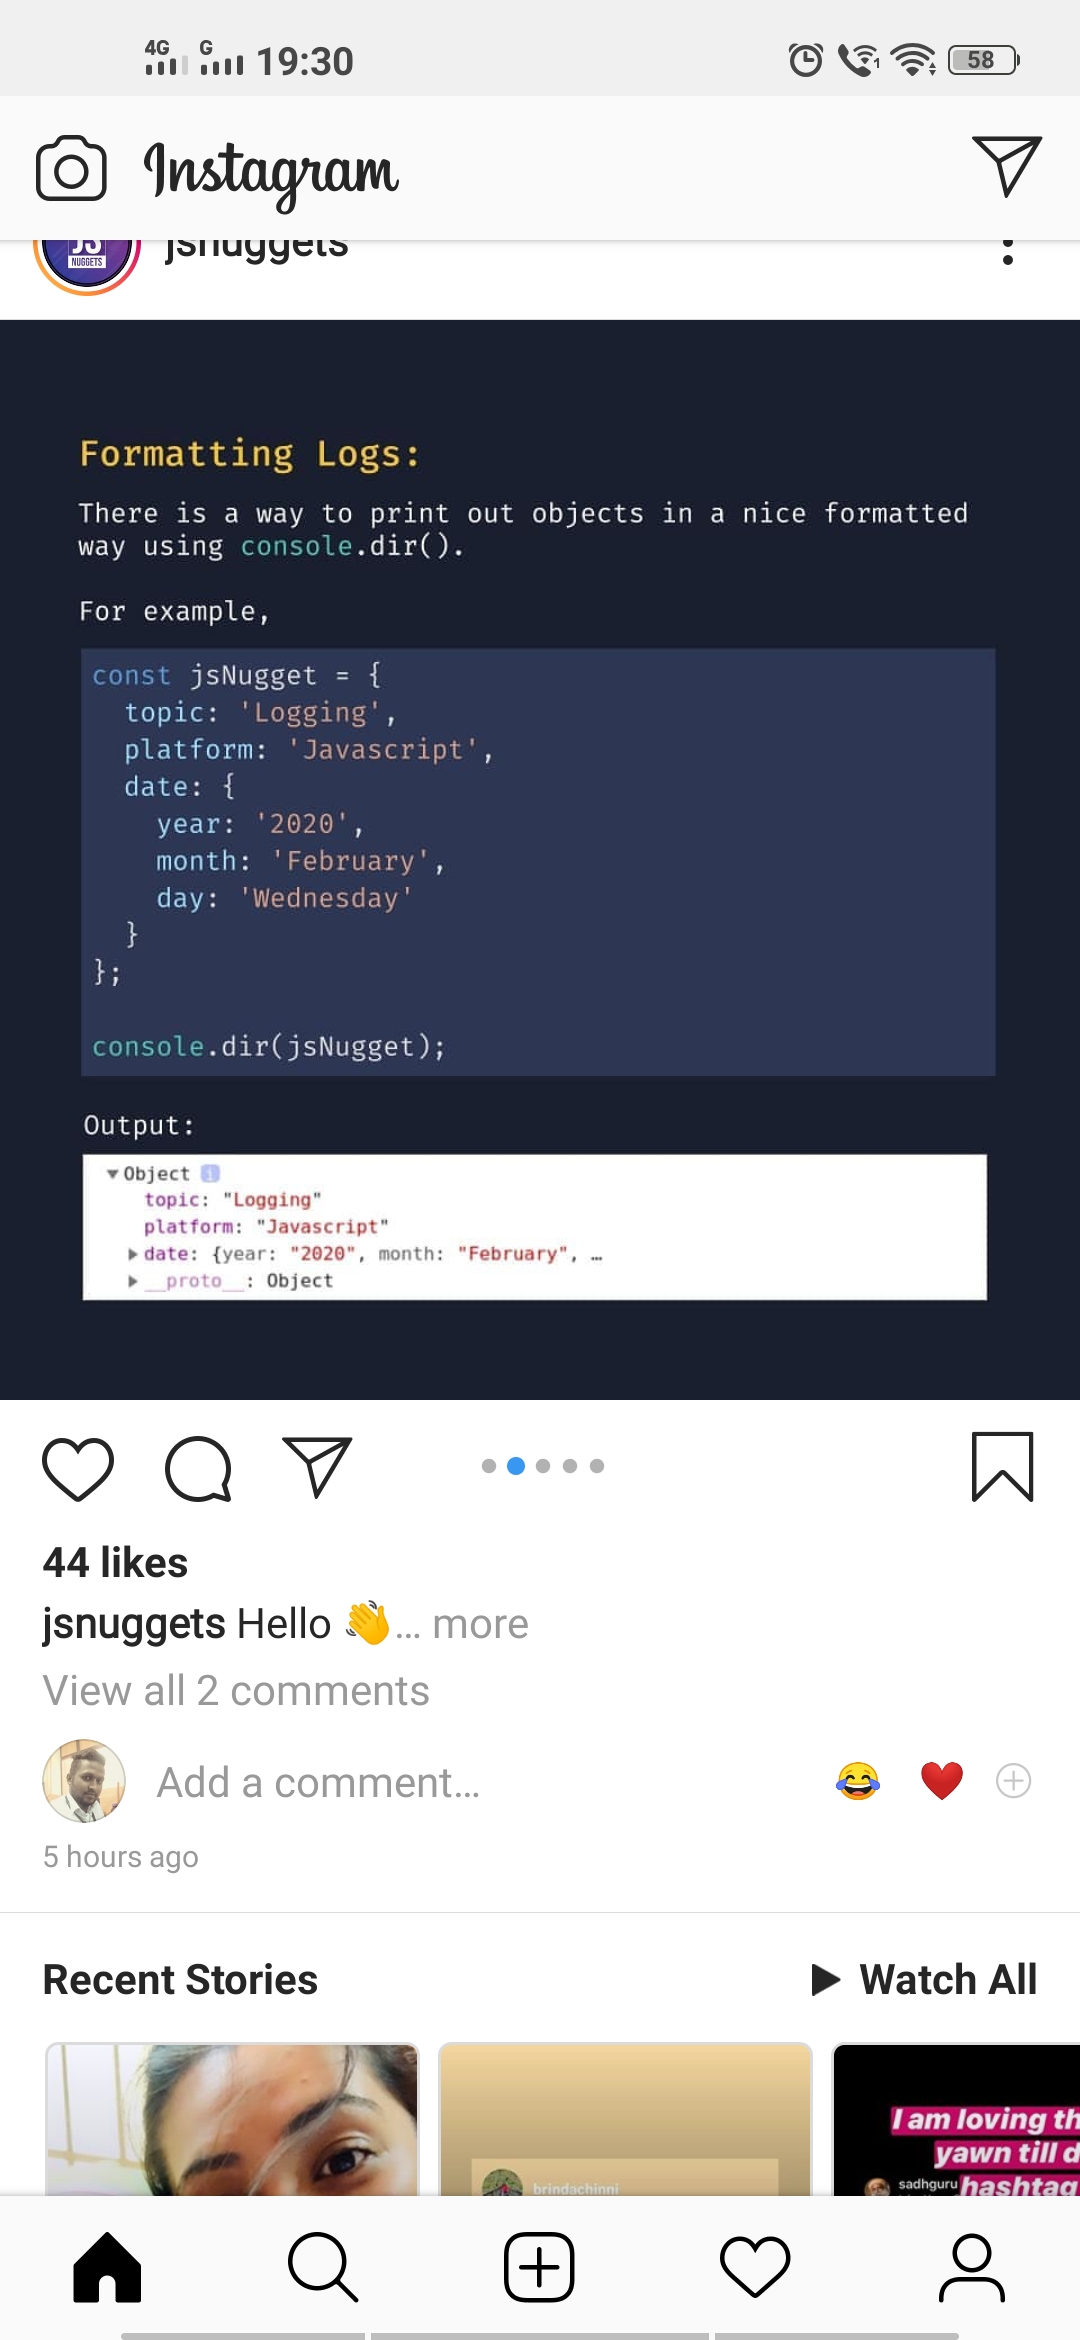 4G G 19:30 58
Instagram
JS
NUGGETS
jsnuggets
Formatting Logs:
There is a way to print out objects in a nice formatted
way using console.dir().
For example,
const jsNugget = {
topic: 'Logging',
platform: 'Javascript',
date: {
year: '2020',
month: 'February',
day: 'Wednesday'
}
};
console.dir(jsNugget);
Output:
▼ Object i
topic: "Logging"
platform: "Javascript"
▶ date: {year: "2020", month: "February", …
▶ __proto__: Object
44 likes
jsnuggets Hello 👋... more
View all 2 comments
Add a comment...
5 hours ago
Recent Stories
Watch All
brindachinni
I am loving th
yawn till d
sadhguru hashtag